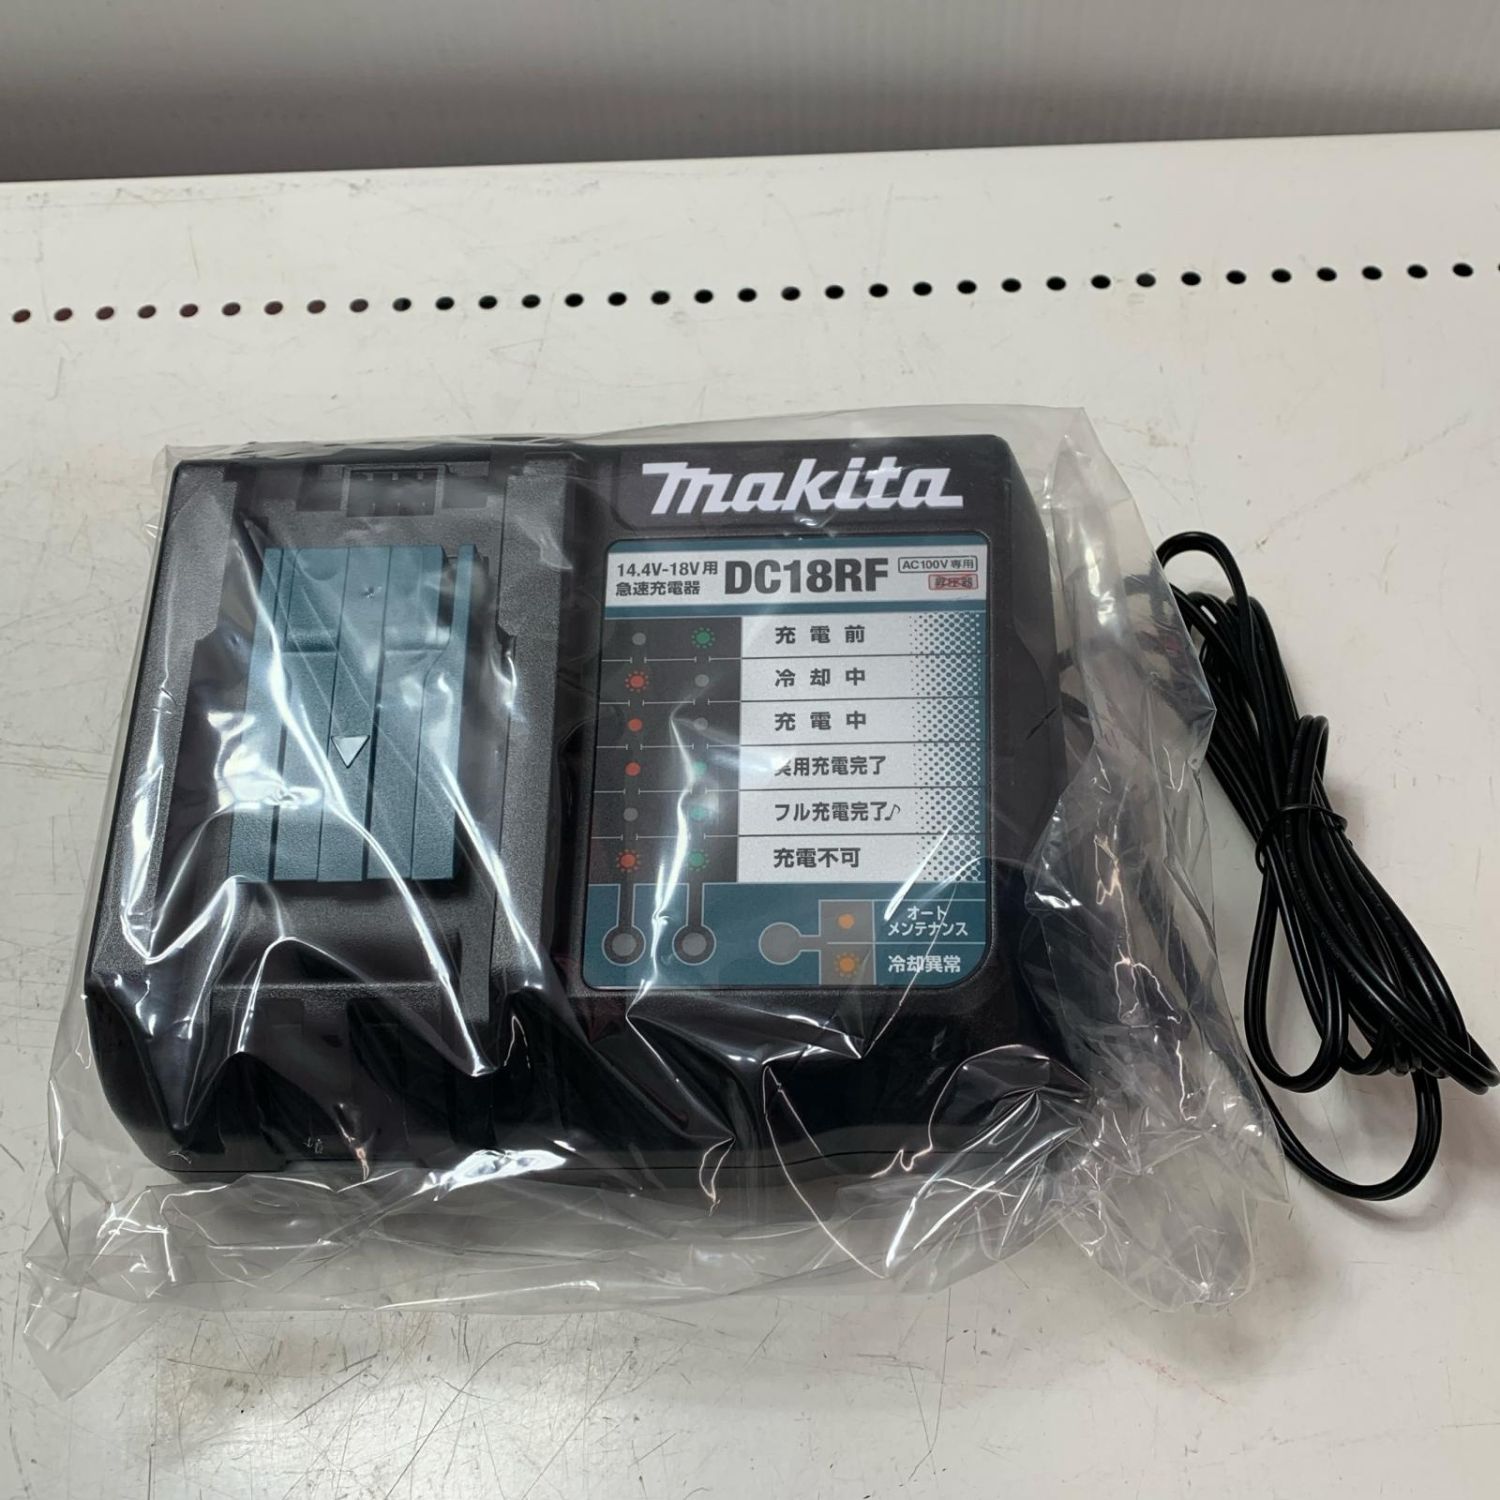 makita
14.4V-18V用
急速充電器
DC18RF
AC100V専用
昇圧器
充電前
冷却中
充電中
実用充電完了
フル充電完了♪
充電不可
オート
メンテナンス
冷却異常